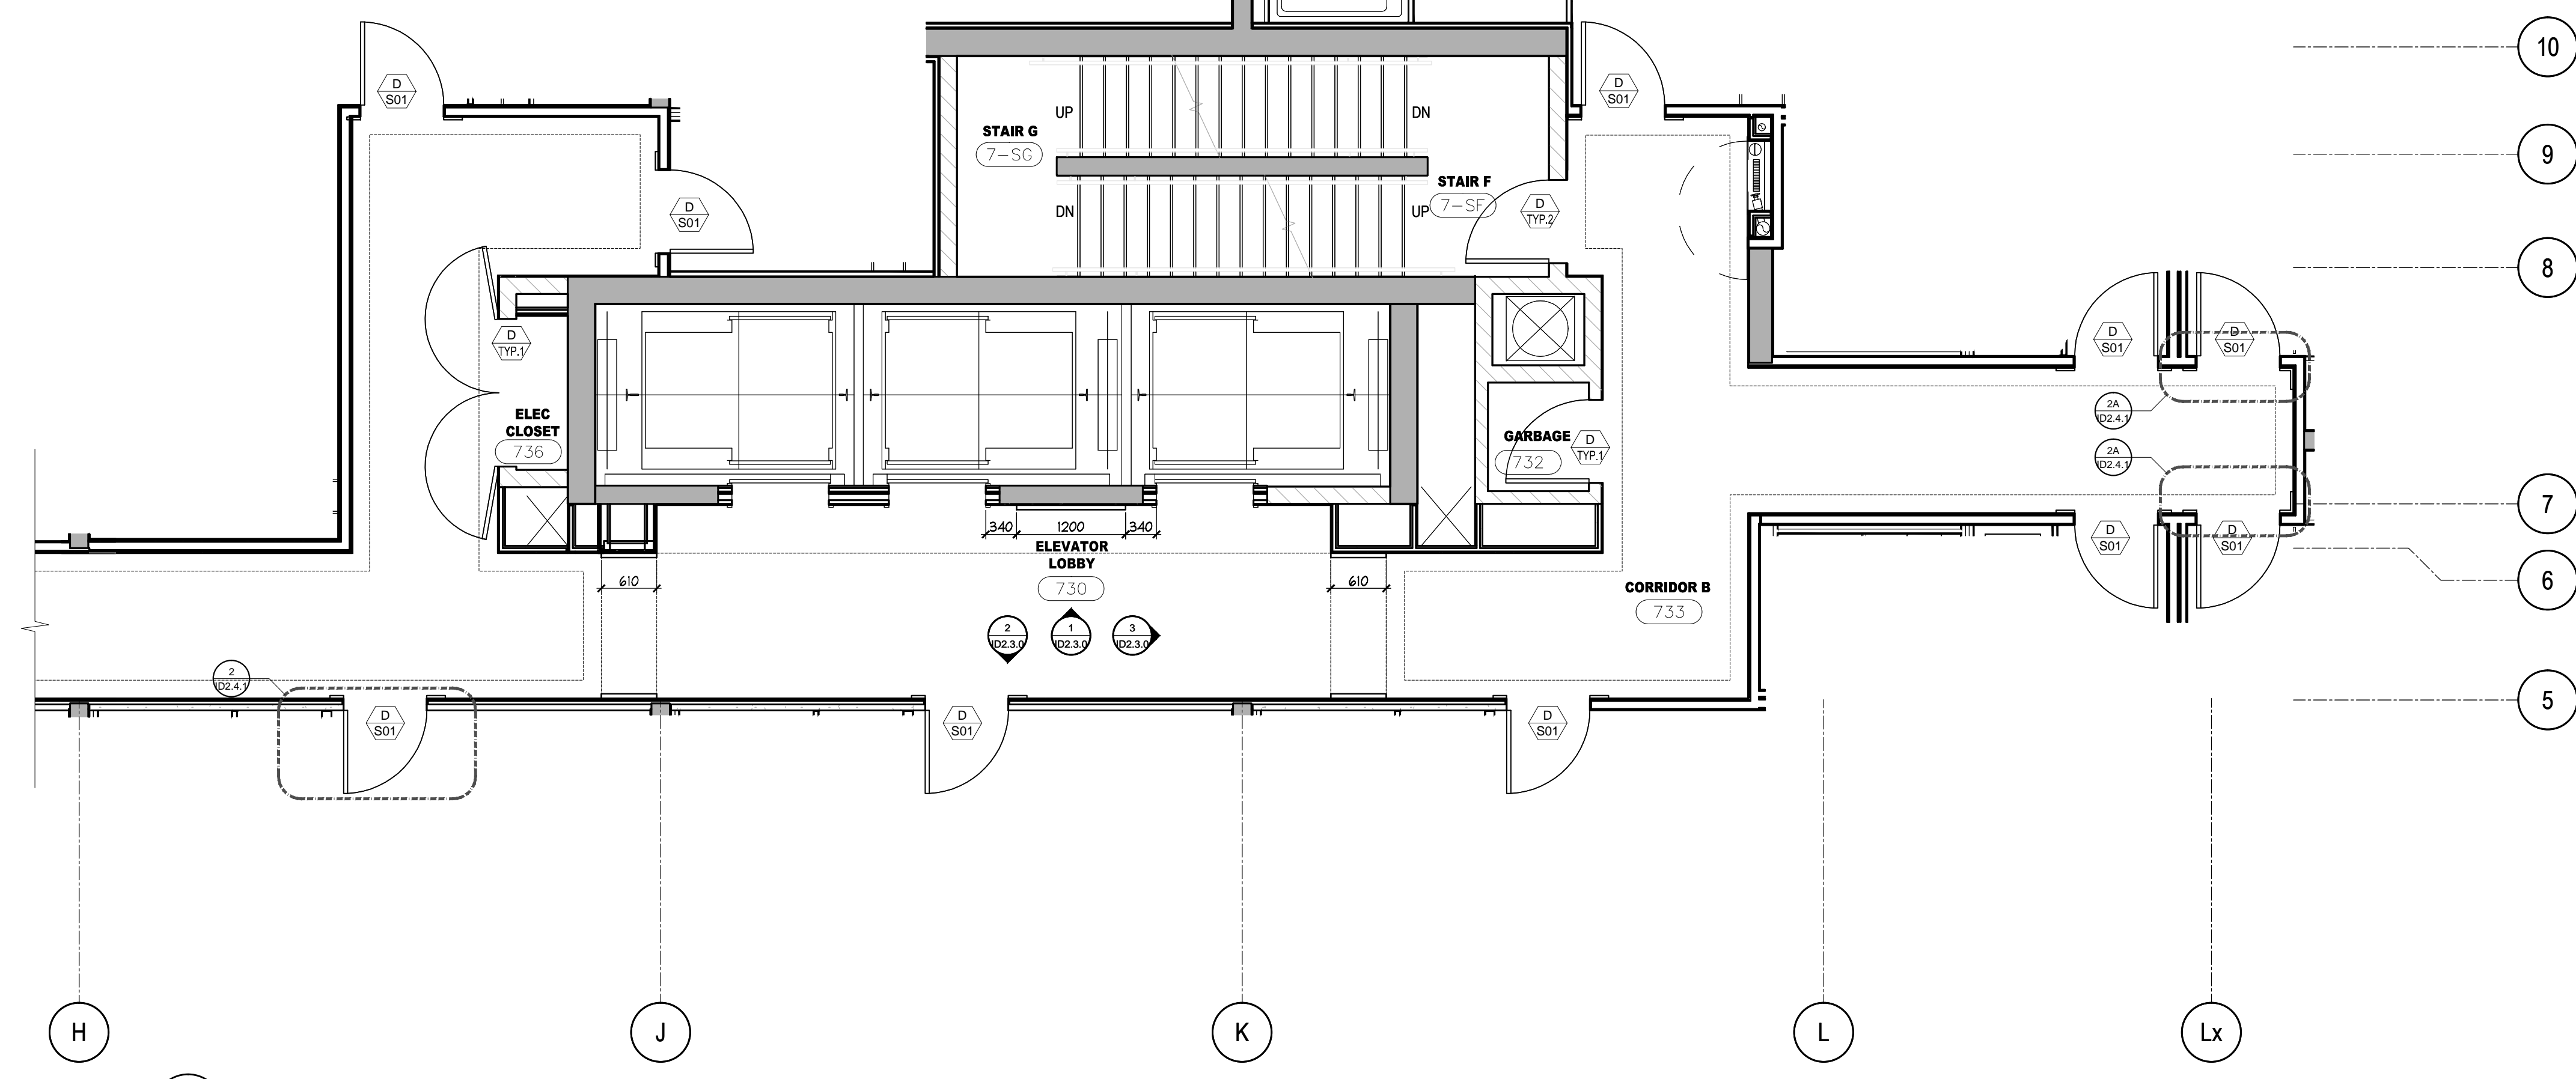 10
D
S01
D
S01
UP
DN
STAIR G
7-SG
9
STAIR F
7-SF
D
S01
DN
UP
D
TYP.2
8
D
TYP.1
D
S01
D
S01
ELEC
CLOSET
736
GARBAGE
732
D
TYP.1
2A
ID2.4.1
2A
ID2.4.1
7
340
1200
340
D
S01
D
S01
ELEVATOR
LOBBY
730
610
610
CORRIDOR B
733
6
2
ID2.3.0
1
ID2.3.0
3
ID2.3.0
2
ID2.4.1
5
D
S01
D
S01
D
S01
H
J
K
L
Lx